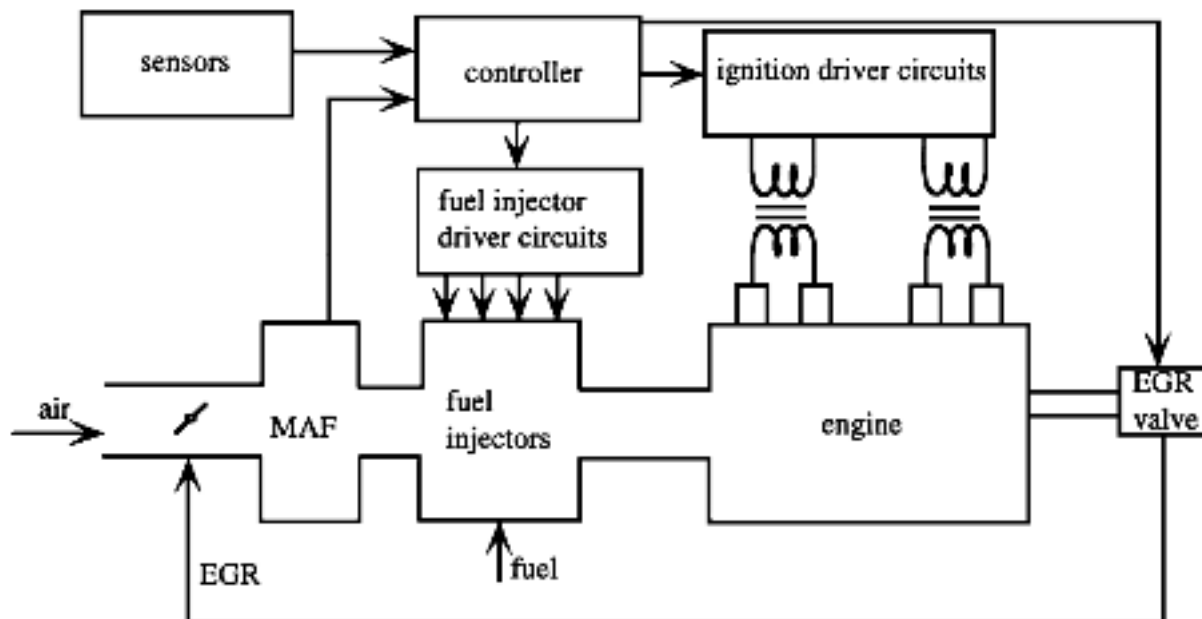 sensors
controller
ignition driver circuits
fuel injector
driver circuits
air
MAF
fuel
injectors
engine
EGR
valve
EGR
fuel